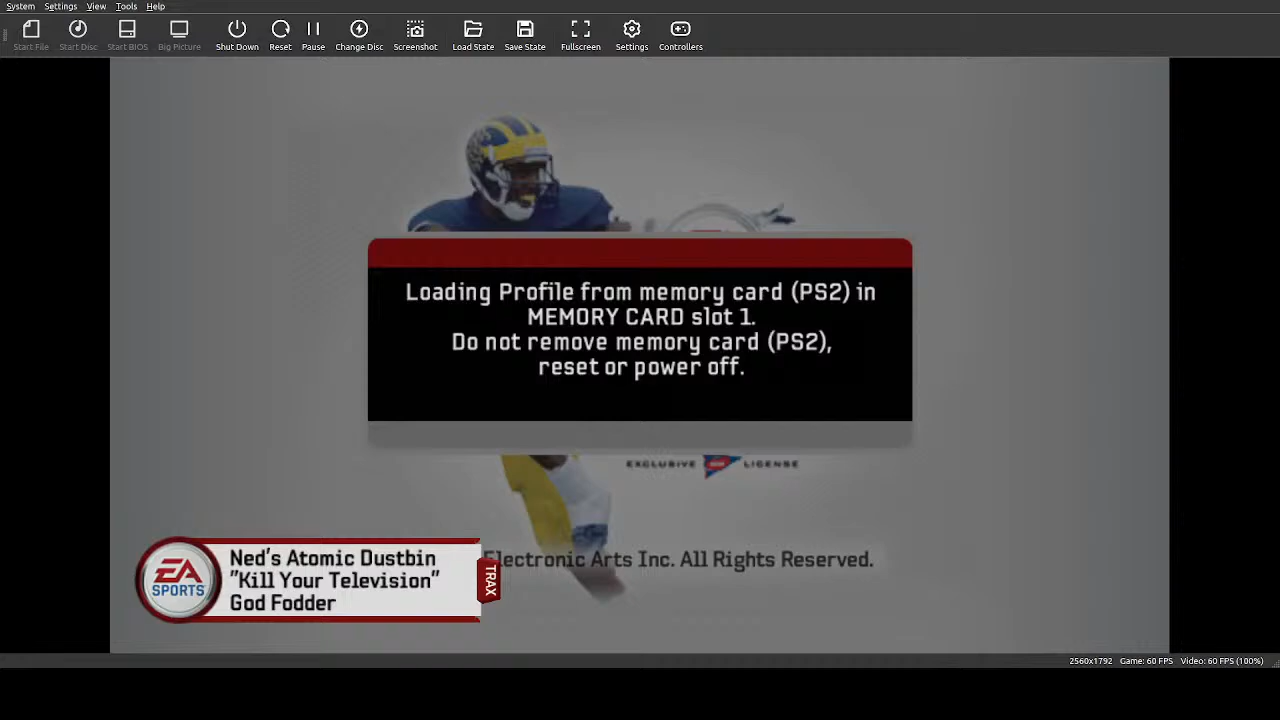 System Settings View Tools Help
Start File Start Disc Start BIOS Big Picture Shut Down Reset Pause Change Disc Screenshot Load State Save State Fullscreen Settings Controllers
Loading Profile from memory card (PS2) in
MEMORY CARD slot 1.
Do not remove memory card (PS2),
reset or power off.
EXCLUSIVE LICENSE
Electronic Arts Inc. All Rights Reserved.
EA
SPORTS
Ned's Atomic Dustbin
"Kill Your Television"
God Fodder
TRAX
2560x1792 Game: 60 FPS Video: 60 FPS (100%)